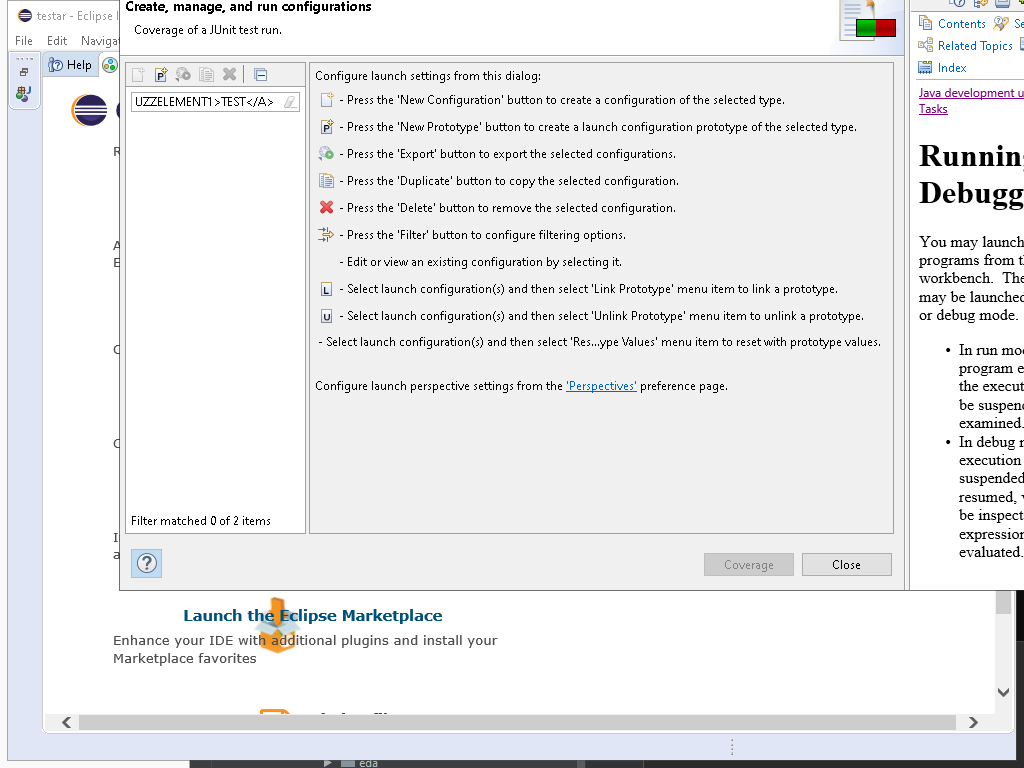 Create, manage, and run configurations
Coverage of a JUnit test run.
testar - Eclipse
File Edit
Help
UZZELEMENT1>TEST</A>
Filter matched 0 of 2 items
Configure launch settings from this dialog:
- Press the 'New Configuration' button to create a configuration of the selected type.
P - Press the 'New Prototype' button to create a launch configuration prototype of the selected type.
- Press the 'Export' button to export the selected configurations.
- Press the 'Duplicate' button to copy the selected configuration.
- Press the 'Delete' button to remove the selected configuration.
- Press the 'Filter' button to configure filtering options.
- Edit or view an existing configuration by selecting it.
L - Select launch configuration(s) and then select 'Link Prototype' menu item to link a prototype.
U - Select launch configuration(s) and then select 'Unlink Prototype' menu item to unlink a prototype.
- Select launch configuration(s) and then select 'Res...ype Values' menu item to reset with prototype values.
Configure launch perspective settings from the 'Perspectives' preference page.
?
Coverage Close
Contents
Related Topics
Index
Java development
Tasks
Running
Debugg
You may launch
programs from
workbench. The
may be launched
or debug mode.
• In run
program
the
be
examined.
• In debug
execution
suspended
resumed,
be inspect
expression
evaluated.
Launch the Eclipse Marketplace
Enhance your IDE with additional plugins and install your
Marketplace favorites
eda